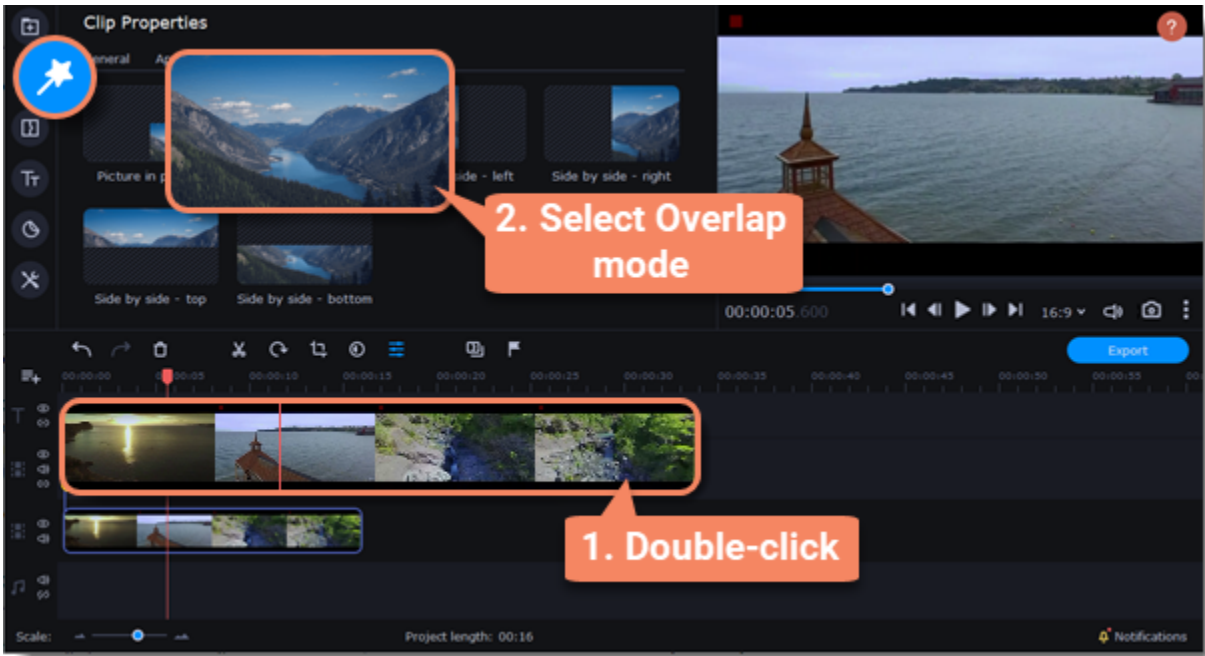 Clip Properties
?
eneral Ap
Picture in p
ide - left
Side by side - right
2. Select Overlap
mode
Side by side - top
Side by side - bottom
00:00:05.600
16:9
Export
00:00:00
00:00:05
00:00:10
00:00:15
00:00:20
00:00:25
00:00:30
00:00:35
00:00:40
00:00:45
00:00:50
00:00:55
00:
1. Double-click
Scale:
Project length: 00:16
Notifications